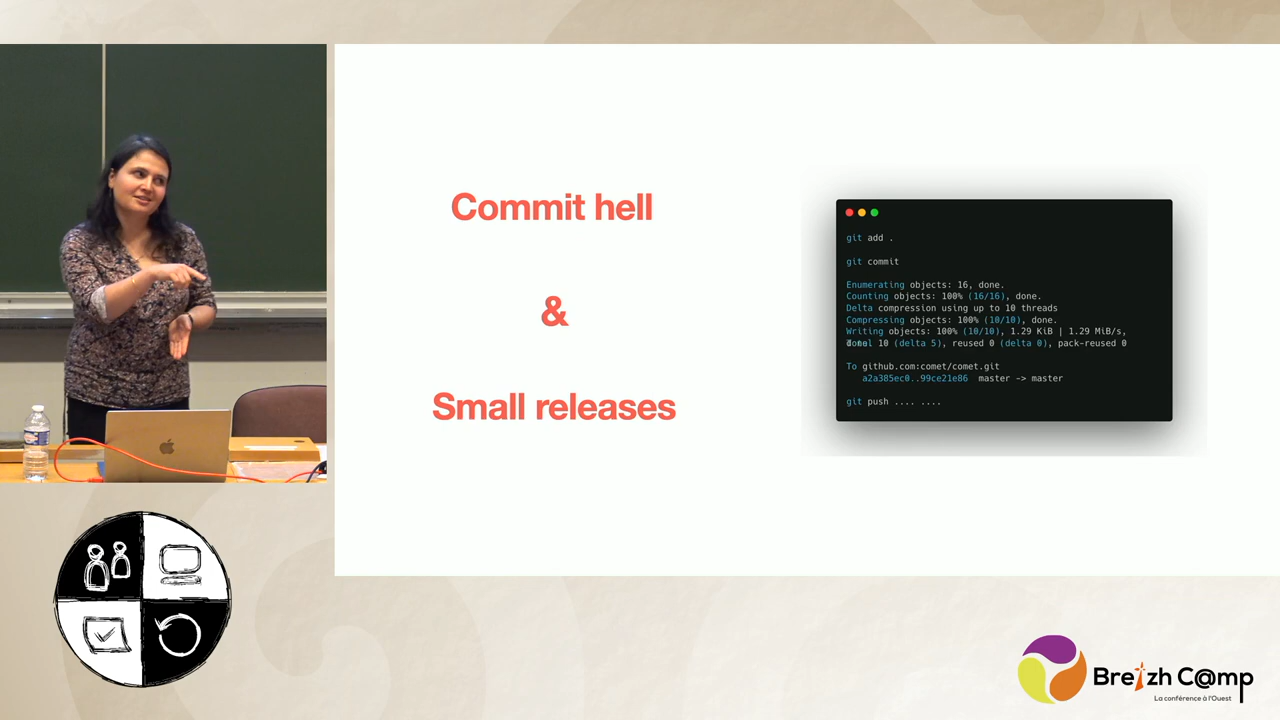 Commit hell
&
Small releases
git add .
git commit
Enumerating objects: 16, done.
Counting objects: 100% (16/16), done.
Delta compression using up to 10 threads
Compressing objects: 100% (10/10), done.
Writing objects: 100% (10/10), 1.29 KiB | 1.29 MiB/s,
10 (delta 5), reused 0 (delta 0), pack-reused 0
To github.com:comet/comet.git
a2a385ec0..99ce21e86 master -> master
git push .... ....
Breizh C@mp
La conférence à l'Ouest